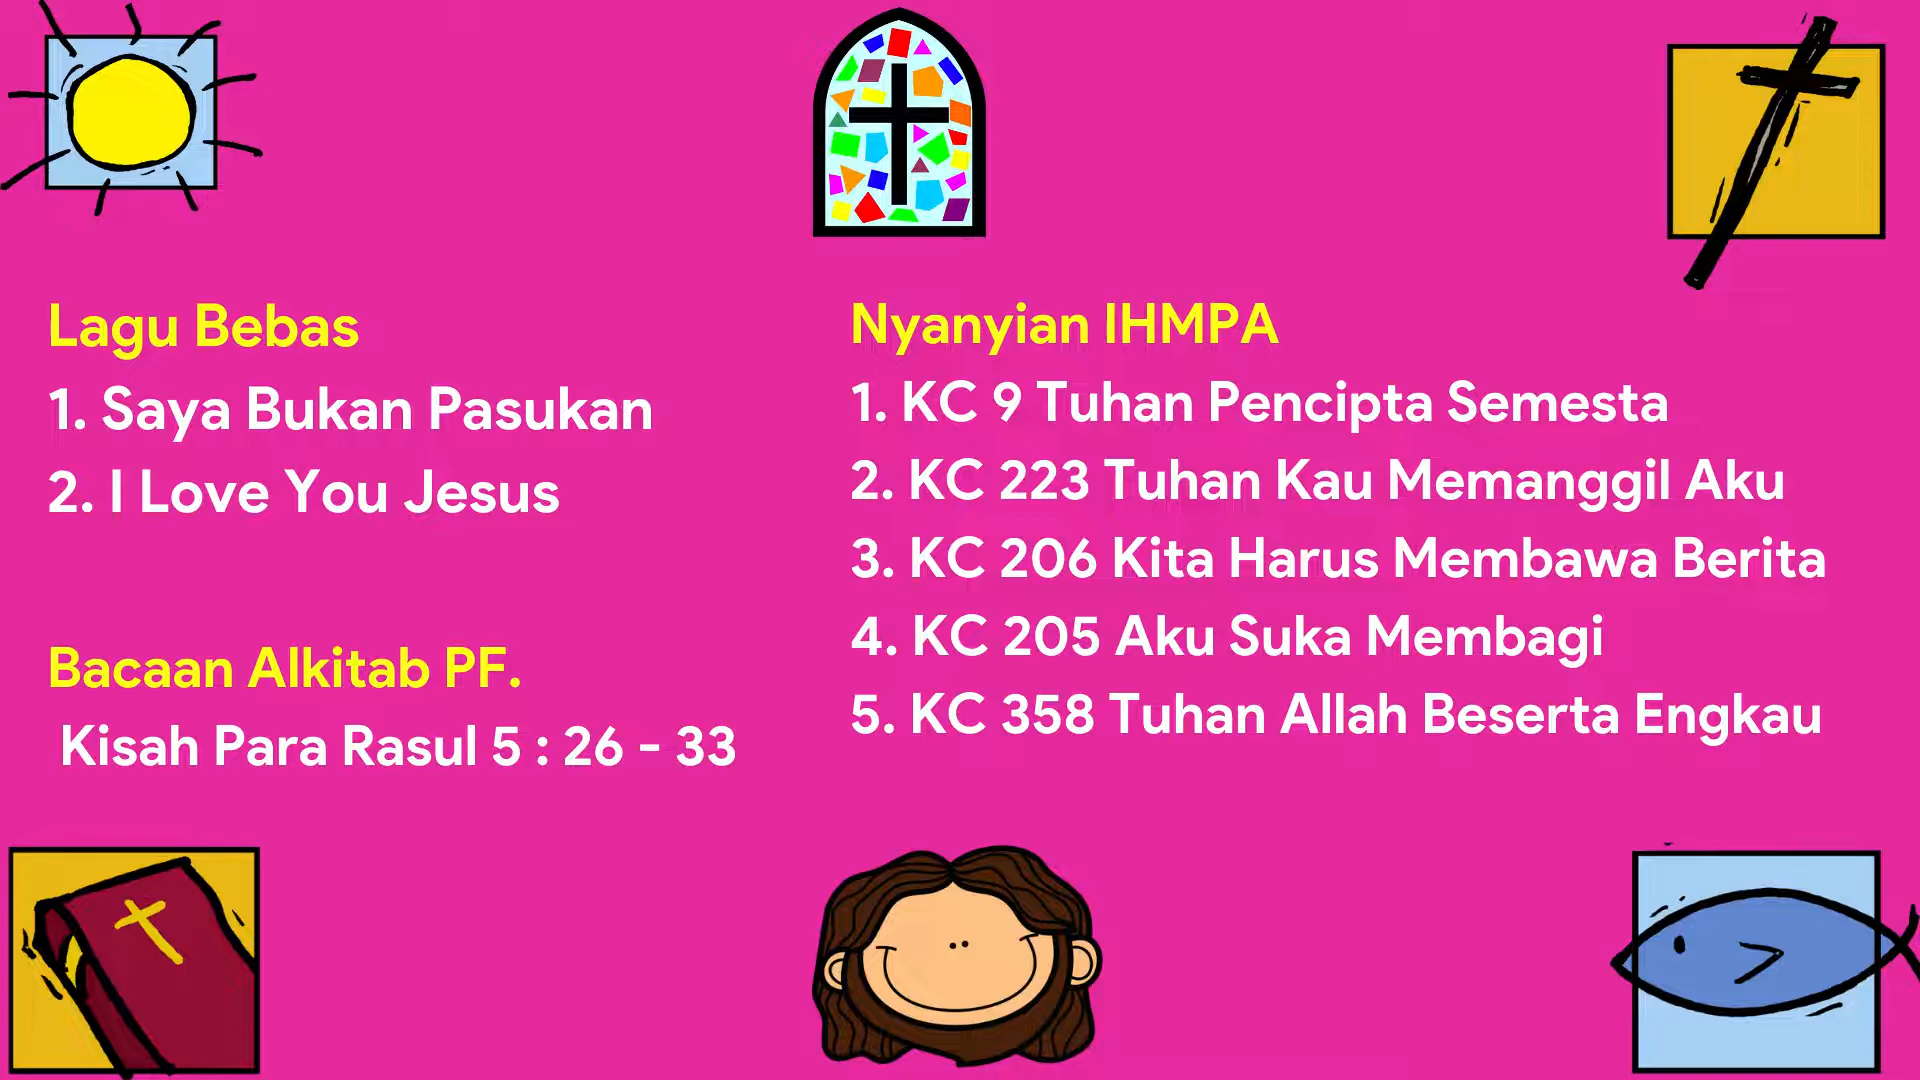 Lagu Bebas
1. Saya Bukan Pasukan
2. I Love You Jesus
Bacaan Alkitab PF.
Kisah Para Rasul 5 : 26 - 33
Nyanyian IHMPA
1. KC 9 Tuhan Pencipta Semesta
2. KC 223 Tuhan Kau Memanggil Aku
3. KC 206 Kita Harus Membawa Berita
4. KC 205 Aku Suka Membagi
5. KC 358 Tuhan Allah Beserta Engkau